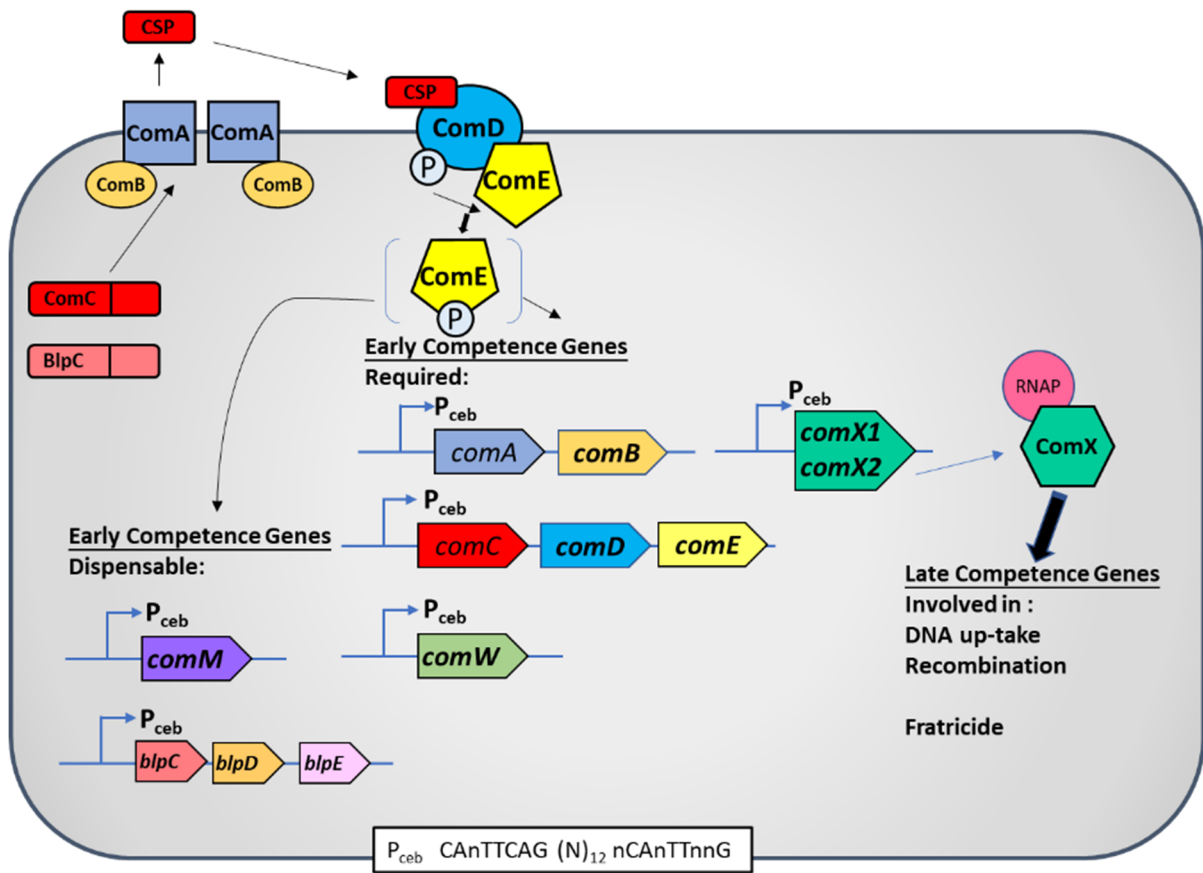 CSP
CSP
ComA
ComA
ComD
ComB
ComB
P
ComE
ComE
P
ComC
BlpC
Early Competence Genes
Required:
Pceb
comA
comB
Pceb
comX1
comX2
RNAP
ComX
Pceb
comC
comD
comE
Early Competence Genes
Dispensable:
Pceb
comM
Pceb
comW
Pceb
blpC
blpD
blpE
Late Competence Genes
Involved in :
DNA up-take
Recombination
Fratricide
Pceb CAnTTCAG (N)12 nCAnTTnnG